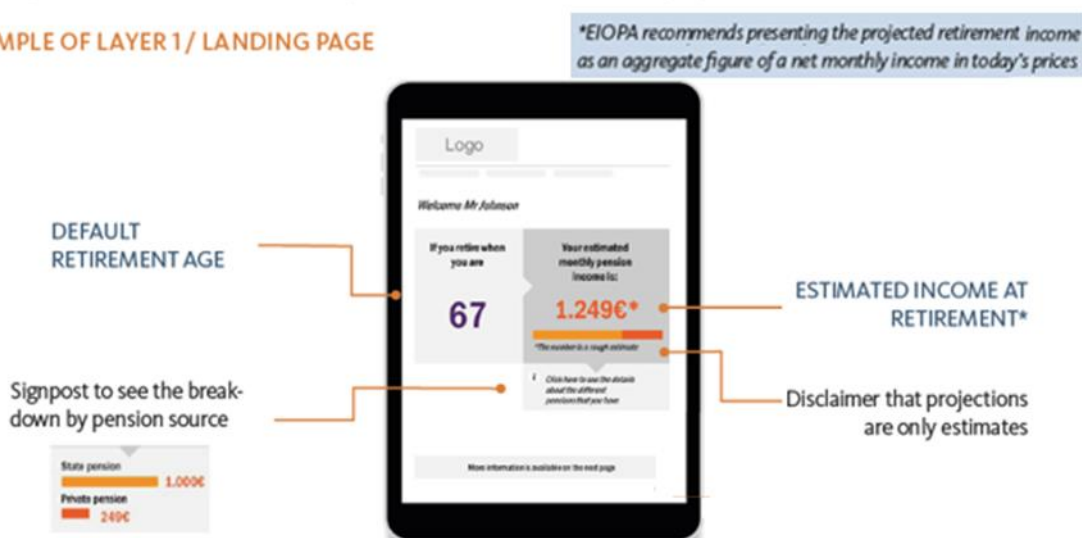 MPLE OF LAYER 1 / LANDING PAGE
*EIOPA recommends presenting the projected retirement income
as an aggregate figure of a net monthly income in today's prices
Logo
Welcome Mr Johnson
DEFAULT
RETIREMENT AGE
If you retire when
you are
67
Your estimated
monthly pension
income is:
1.249€*
*The number is a rough estimate
i Click here to see the details
about the different
pensions that you have
More information is available on the next page
ESTIMATED INCOME AT
RETIREMENT*
Disclaimer that projections
are only estimates
Signpost to see the break-
down by pension source
State pension
1.000€
Private pension
249€